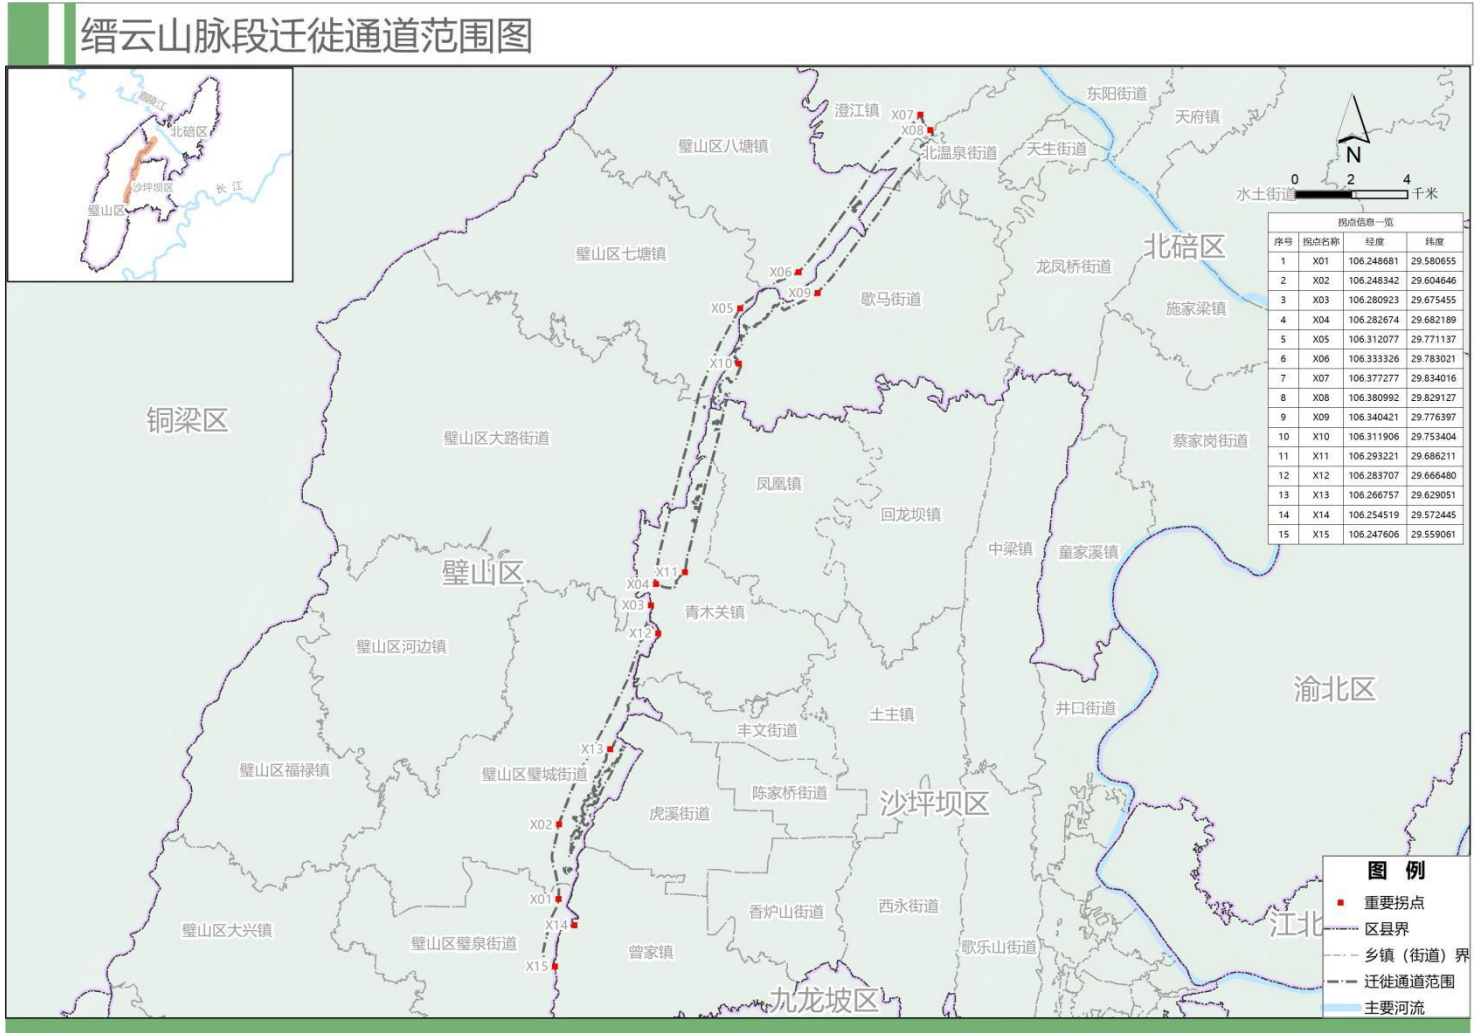 缙云山脉段迁徙通道范围图
嘉陵江
北碚区
沙坪坝区
长 江
璧山区
东阳街道
澄江镇
X07
天府镇
X08
璧山区八塘镇
北温泉街道
天生街道
N
0 2 4
千米
水土街道
北碚区
璧山区七塘镇
X06
龙凤桥街道
X09
歇马街道
X05
施家梁镇
X10
铜梁区
璧山区大路街道
蔡家岗街道
凤凰镇
回龙坝镇
中梁镇
童家溪镇
璧山区
X11
X04
X03
青木关镇
X12
璧山区河边镇
渝北区
土主镇
井口街道
丰文街道
X13
璧山区福禄镇
璧山区璧城街道
陈家桥街道
沙坪坝区
虎溪街道
X02
X01
香炉山街道
西永街道
璧山区大兴镇
X14
江北
璧山区璧泉街道
曾家镇
歌乐山街道
X15
九龙坡区
拐点信息一览
序号 拐点名称 经度 纬度
1 X01 106.248681 29.580655
2 X02 106.248342 29.604646
3 X03 106.280923 29.675455
4 X04 106.282674 29.682189
5 X05 106.312077 29.771137
6 X06 106.333326 29.783021
7 X07 106.377277 29.834016
8 X08 106.380992 29.829127
9 X09 106.340421 29.776397
10 X10 106.311906 29.753404
11 X11 106.293221 29.686211
12 X12 106.283707 29.666480
13 X13 106.266757 29.629051
14 X14 106.254519 29.572445
15 X15 106.247606 29.559061
图 例
重要拐点
区县界
乡镇（街道）界
迁徙通道范围
主要河流